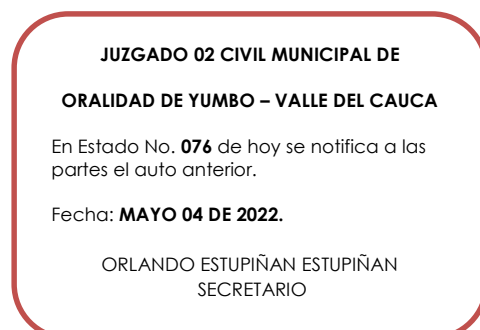 JUZGADO 02 CIVIL MUNICIPAL DE
ORALIDAD DE YUMBO – VALLE DEL CAUCA
En Estado No. 076 de hoy se notifica a las
partes el auto anterior.
Fecha: MAYO 04 DE 2022.
ORLANDO ESTUPIÑAN ESTUPIÑAN
SECRETARIO